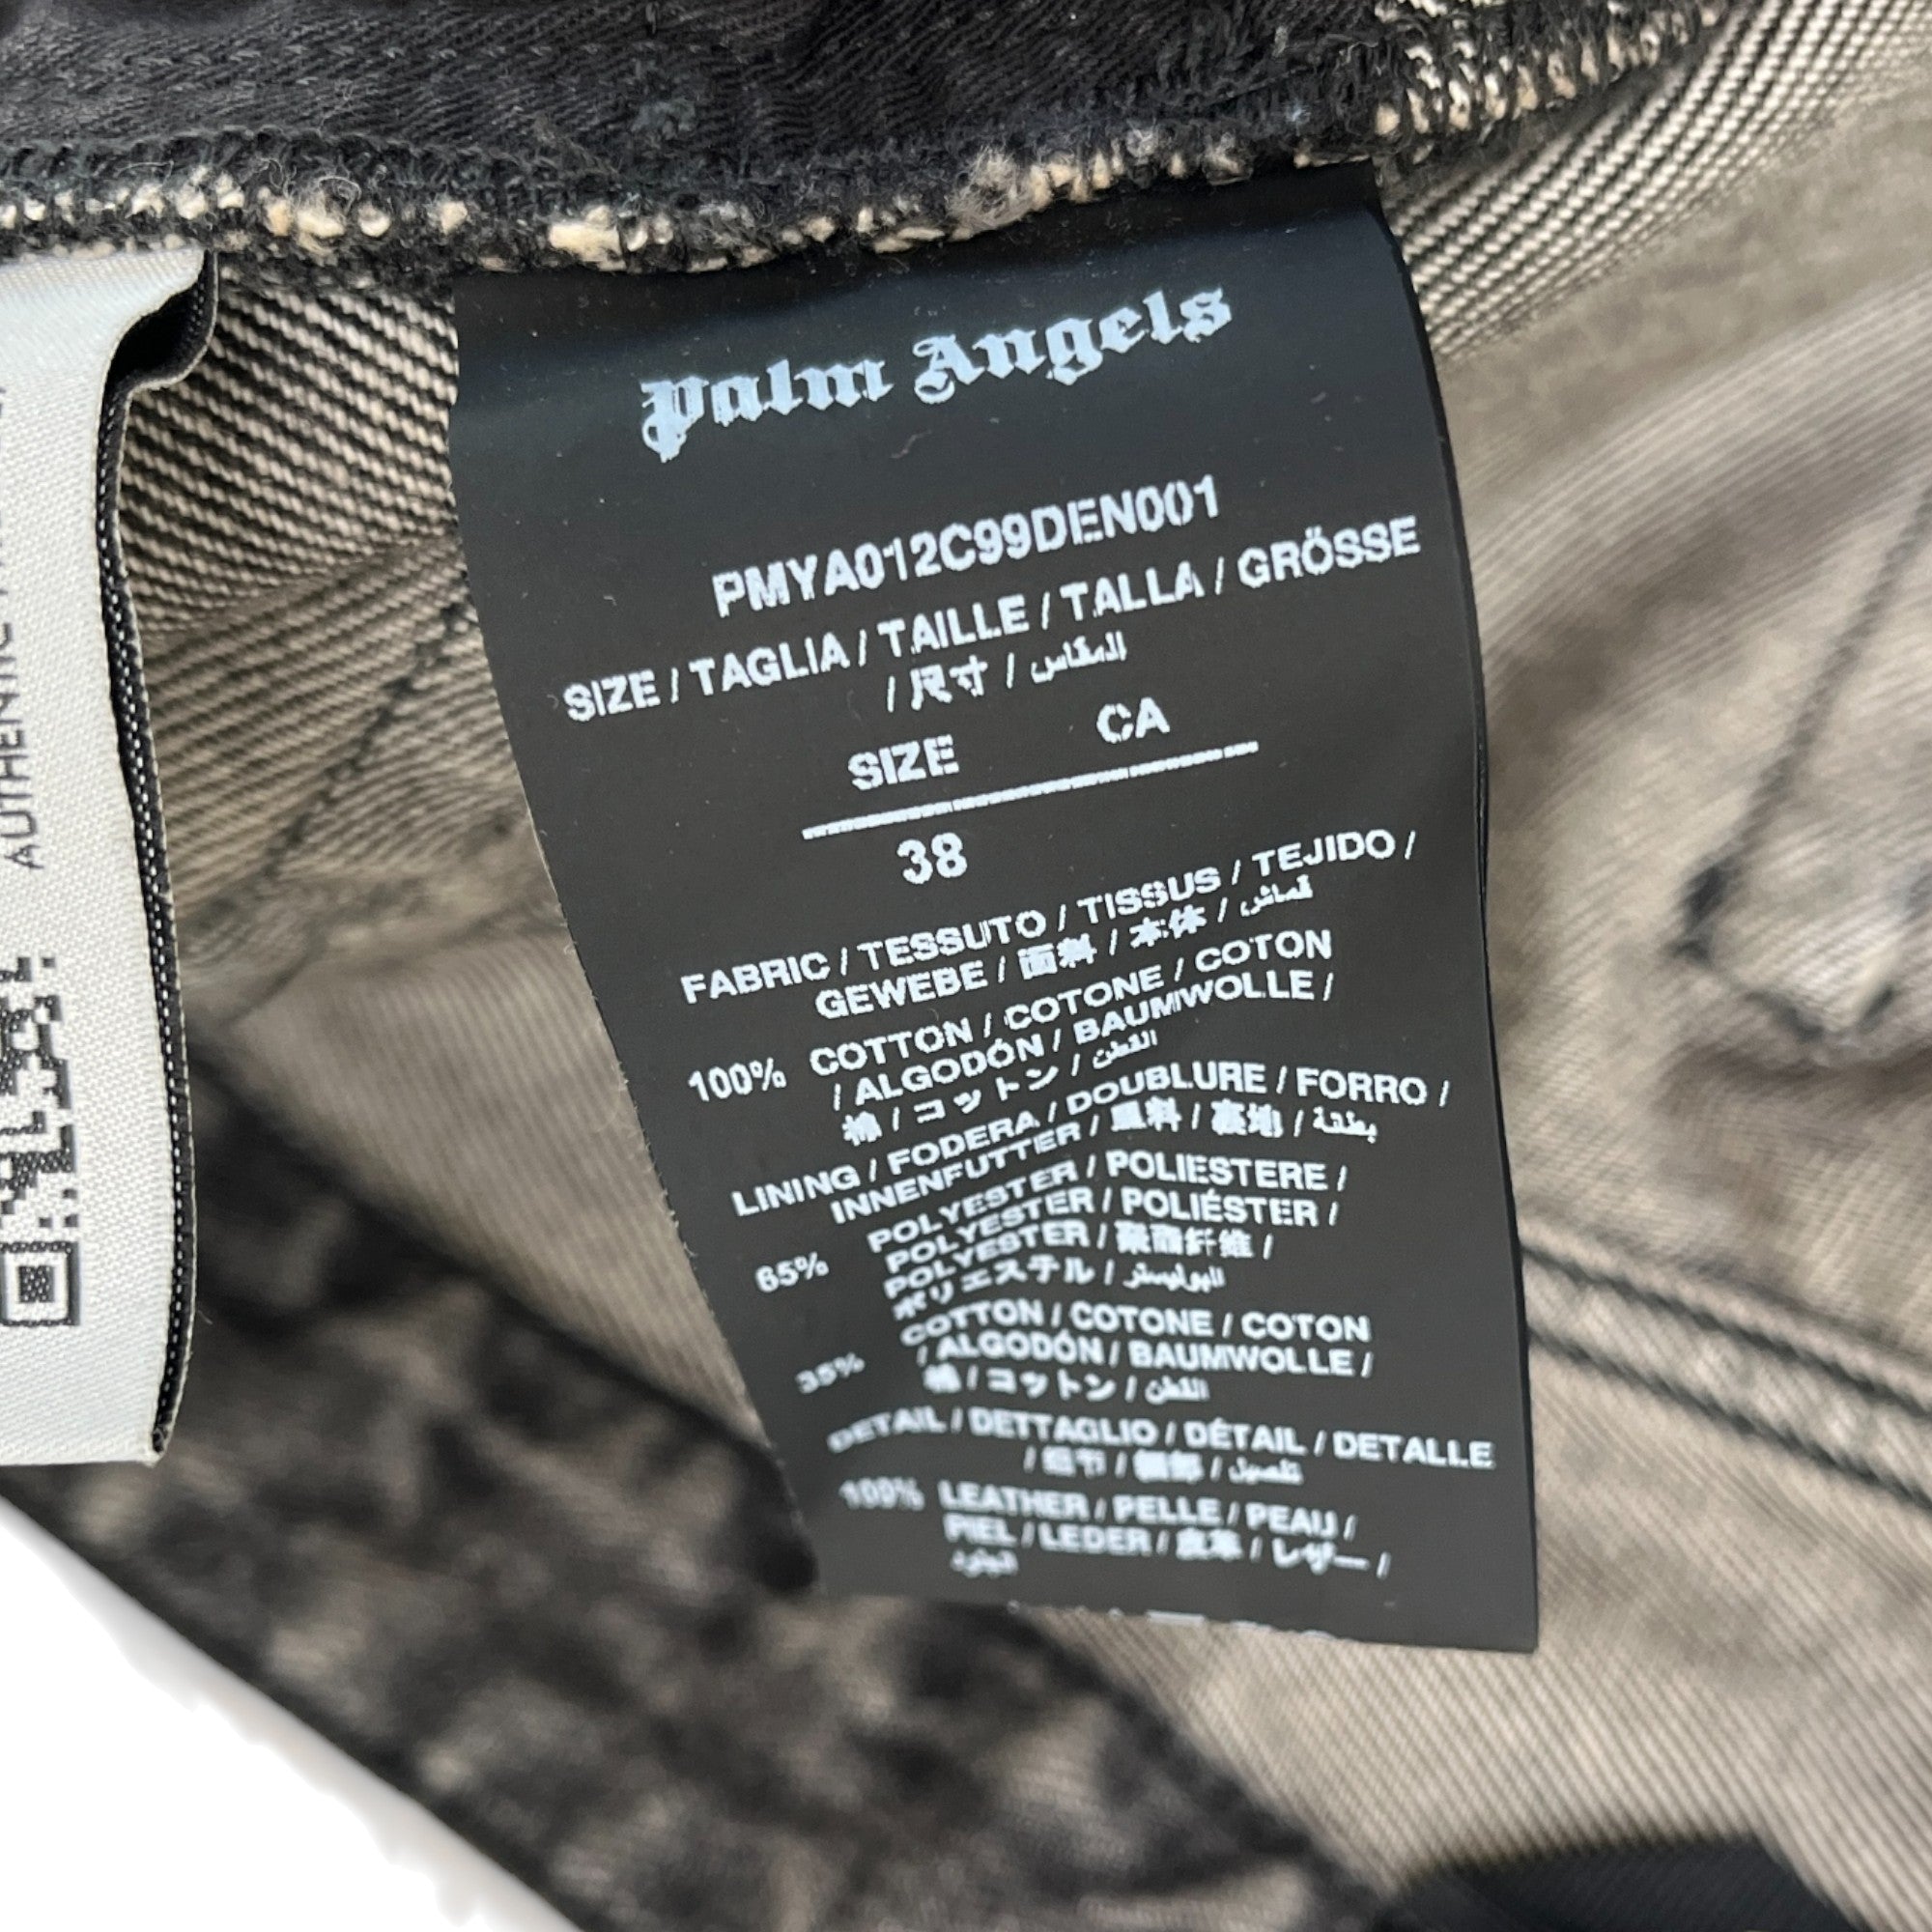 Palm Angels
PMYA012C99DEN001
SIZE / TAGLIA / TAILLE / TALLA / GRÖSSE
/ 尺寸 / المقاس
SIZE CA
38
FABRIC / TESSUTO / TISSUS / TEJIDO /
GEWEBE / 面料 / 本体 / قماش
100% COTTON / COTONE / COTON
/ ALGODÓN / BAUMWOLLE /
棉 / コットン / القطن
LINING / FODERA / DOUBLURE / FORRO /
INNENFUTTER / 里料 / 裏地 / بطانة
65% POLYESTER / POLIESTERE /
POLYESTER / POLIÉSTER /
POLYESTER / 聚酯纤维 /
ポリエステル / البوليستر
35% COTTON / COTONE / COTON
/ ALGODÓN / BAUMWOLLE /
棉 / コットン / القطن
DETAIL / DETTAGLIO / DÉTAIL / DETALLE
/ 细节 / تفصيل
100% LEATHER / PELLE / PEAU /
PIEL / LEDER / 皮革 / レザー /
الجلود
AUTHENTIC